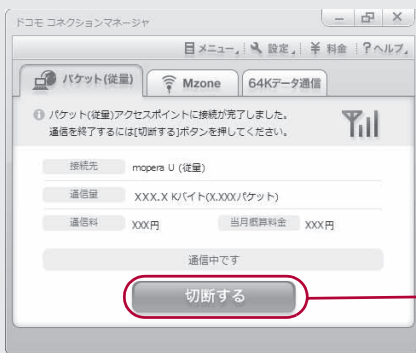 ドコモ コネクションマネージャ
メニュー 設定 ¥ 料金 ?ヘルプ
パケット(従量) Mzone 64Kデータ通信
パケット(従量)アクセスポイントに接続が完了しました。
通信を終了するには[切断する]ボタンを押してください。
接続先 mopera U (従量)
通信量 XXX.X Kバイト(X.XXXパケット)
通信料 XXX円 当月概算料金 XXX円
通信中です
切断する